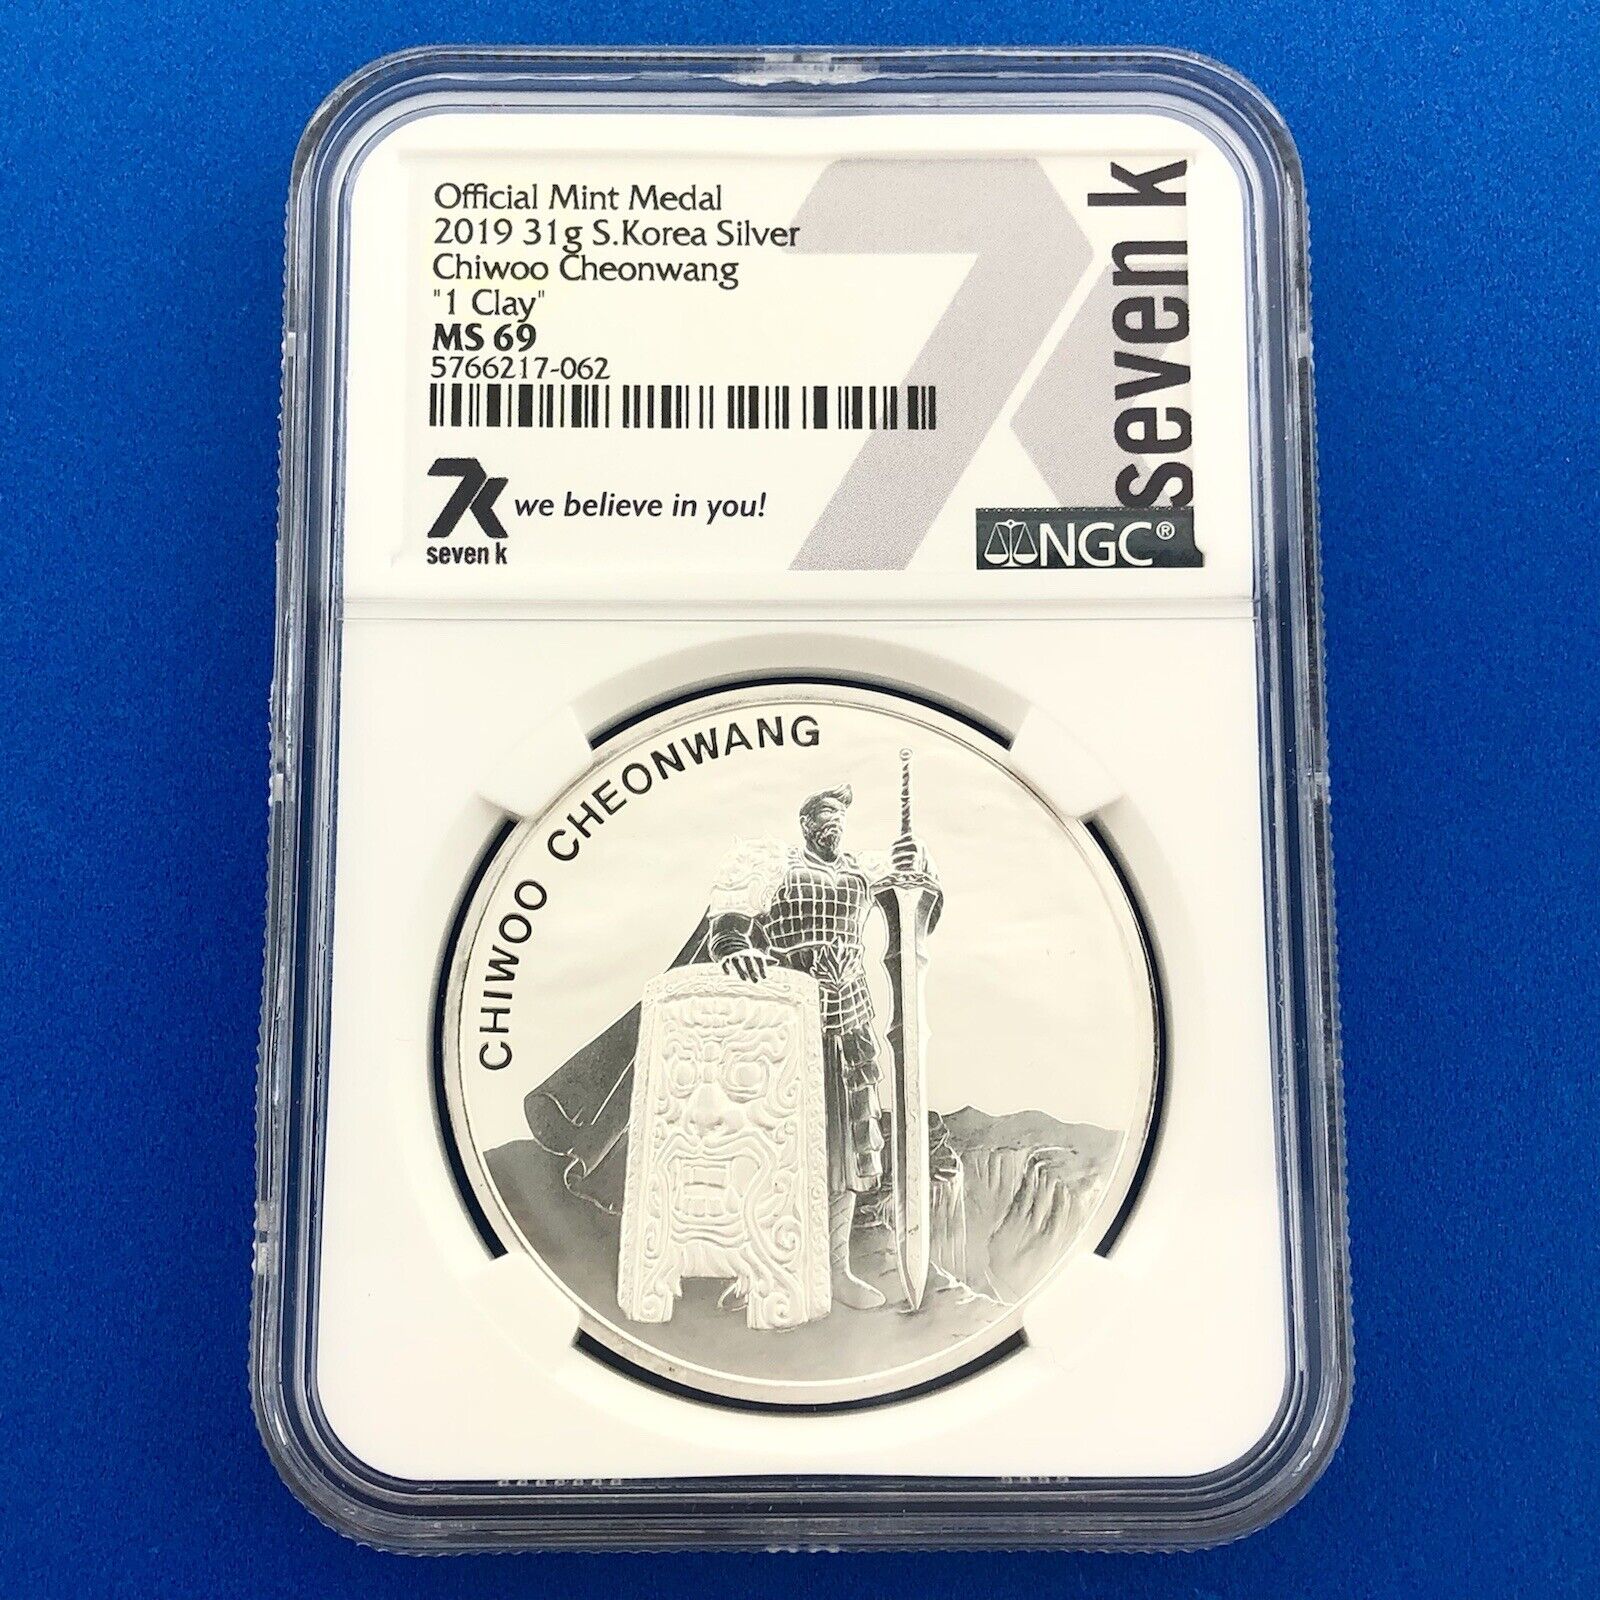 Official Mint Medal
2019 31g S.Korea Silver
Chiwoo Cheonwang
"1 Clay"
MS 69
5766217-062
7k we believe in you!
seven k
seven k
NGC®
CHIWOO CHEONWANG